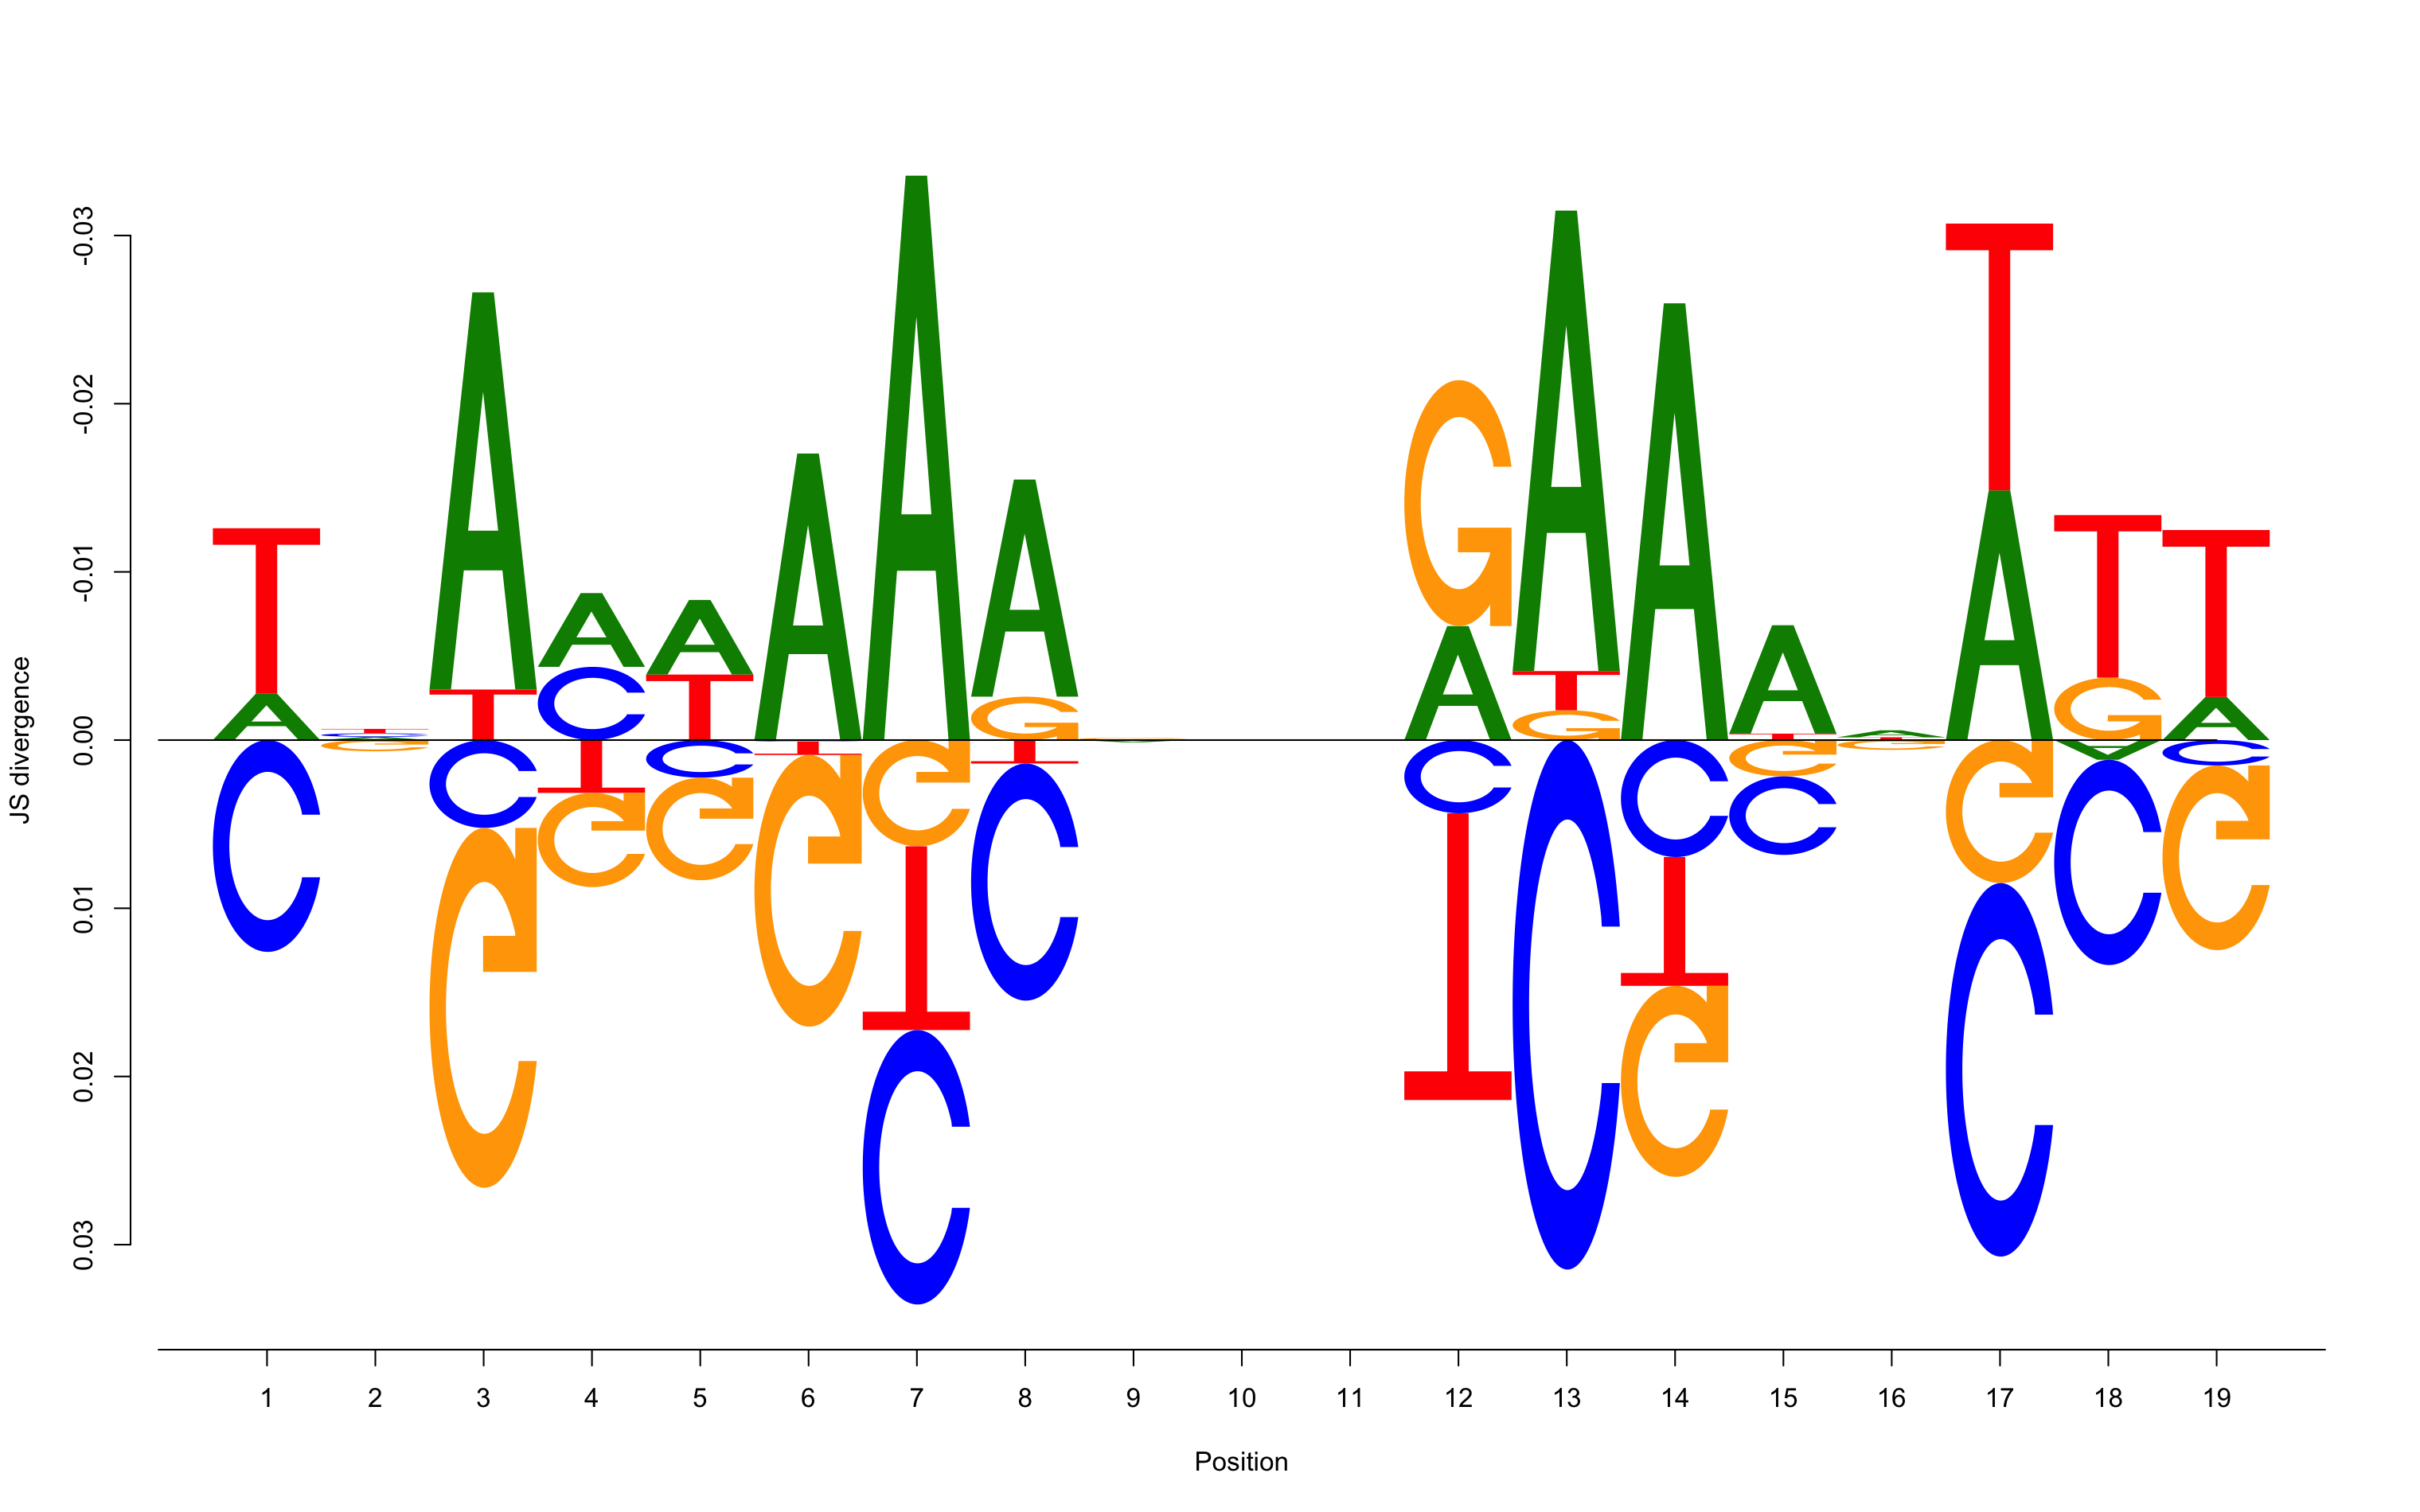 JS divergence
-0.03
-0.02
-0.01
0.00
0.01
0.02
0.03
T A C
A T C G
A C T G
A T C G
A T G
A G T C
A G T C
G A C T
A T G C
A C T G
A T G C
T A G C
T G A C
T A C G
1 2 3 4 5 6 7 8 9 10 11 12 13 14 15 16 17 18 19
Position